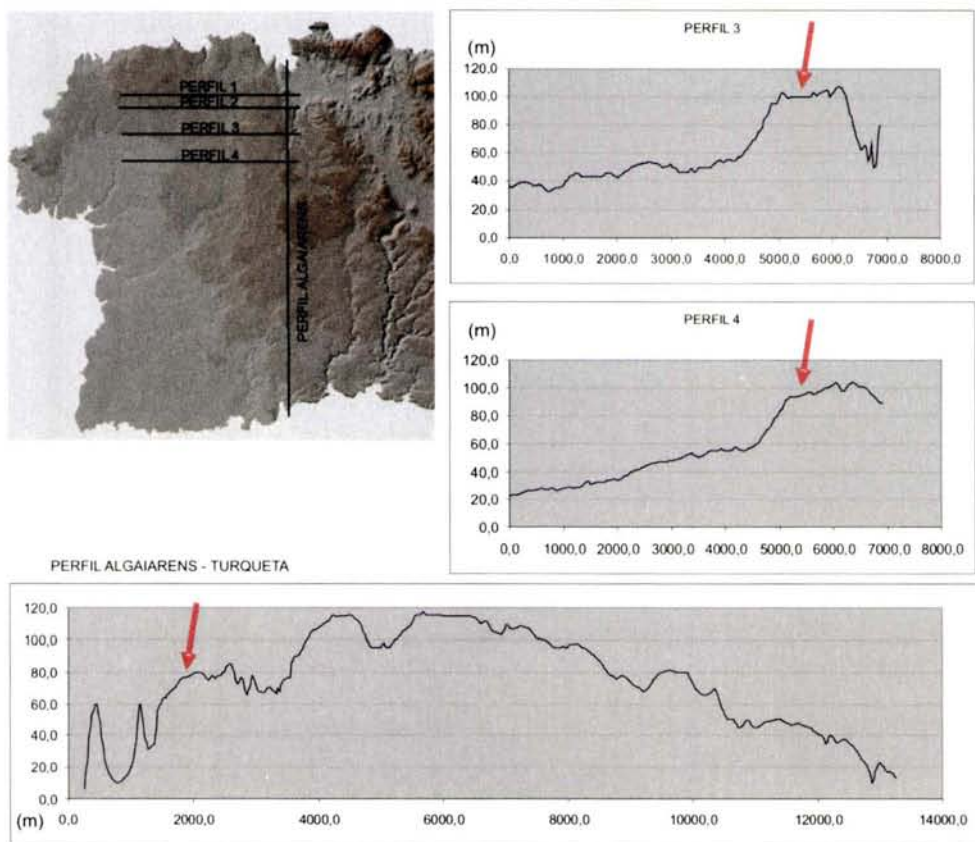 PERFIL 1
PERFIL 2
PERFIL 3
PERFIL 4
PERFIL ALGAIARENS
PERFIL 3
(m)
120.0
100.0
80.0
60.0
40.0
20.0
0.0
0.0 1000,0 2000,0 3000,0 4000,0 5000,0 6000,0 7000,0 8000,0
PERFIL 4
(m)
120,0
100,0
80,0
60,0
40,0
20,0
0,0
0,0 1000,0 2000,0 3000,0 4000,0 5000,0 6000,0 7000,0 8000,0
PERFIL ALGAIARENS - TURQUETA
120,0
100,0
80,0
60,0
40,0
20,0
0,0
(m)
0,0 2000,0 4000,0 6000,0 8000,0 10000,0 12000,0 14000,0